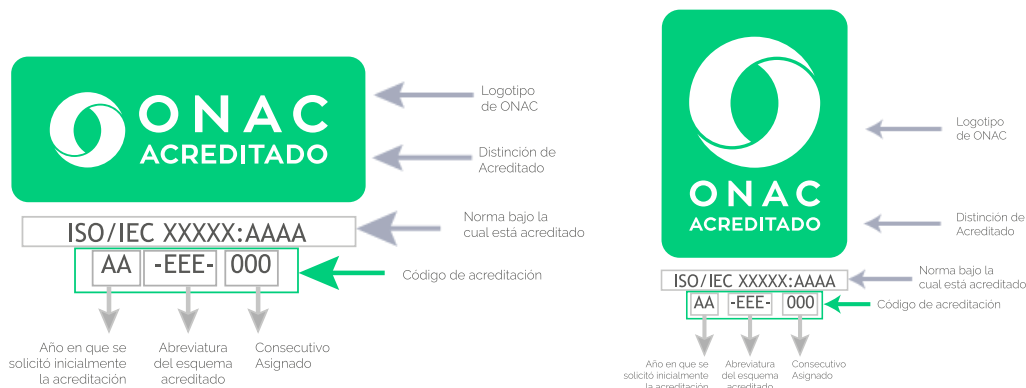 ONAC
ACREDITADO
Logotipo
de ONAC
Distinción de
Acreditado
ISO/IEC XXXXX:AAAA
Norma bajo la
cual está acreditado
AA -EEE- 000
Código de acreditación
Año en que se
solicitó inicialmente
la acreditación
Abreviatura
del esquema
acreditado
Consecutivo
Asignado
ONAC
ACREDITADO
Logotipo
de ONAC
Distinción de
Acreditado
ISO/IEC XXXXX:AAAA
Norma bajo la
cual está acreditado
AA -EEE- 000
Código de acreditación
Año en que se
solicitó inicialmente
la acreditación
Abreviatura
del esquema
acreditado
Consecutivo
Asignado